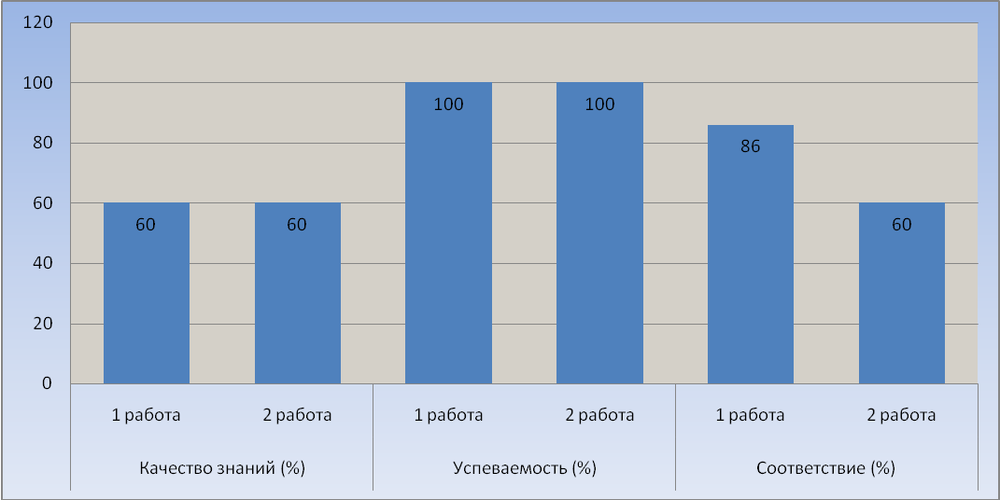 120
100
80
60
40
20
0
60
60
100
100
86
60
1 работа
2 работа
1 работа
2 работа
1 работа
2 работа
Качество знаний (%)
Успеваемость (%)
Соответствие (%)